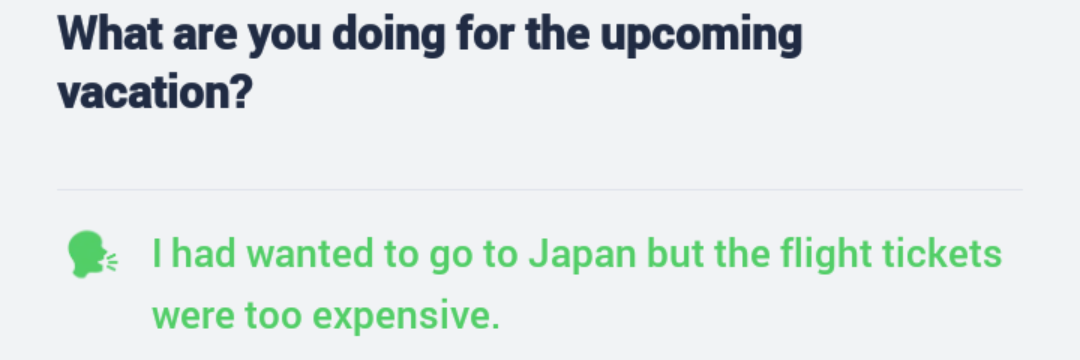 What are you doing for the upcoming
vacation?
I had wanted to go to Japan but the flight tickets
were too expensive.